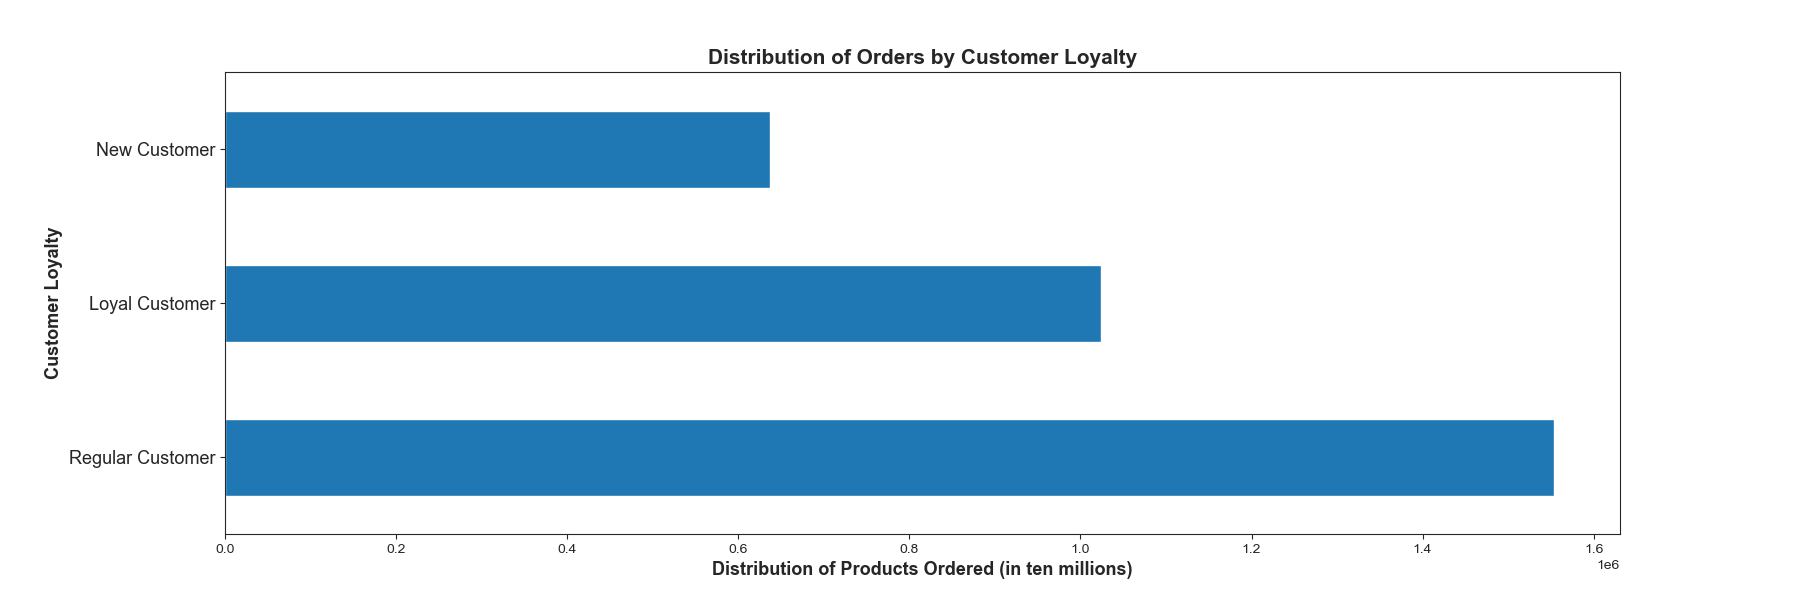 Distribution of Orders by Customer Loyalty
Customer Loyalty
New Customer
Loyal Customer
Regular Customer
0.0 0.2 0.4 0.6 0.8 1.0 1.2 1.4 1.6
1e6
Distribution of Products Ordered (in ten millions)